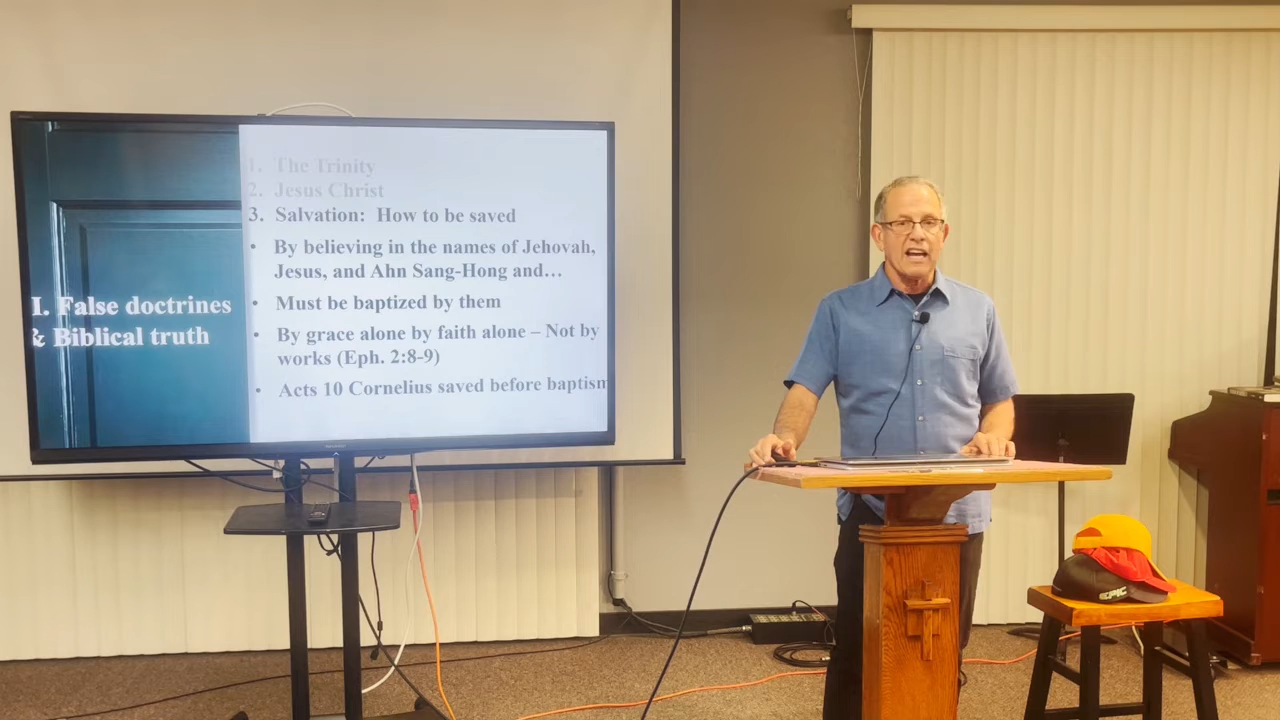 I. False doctrines
& Biblical truth
1. The Trinity
2. Jesus Christ
3. Salvation: How to be saved
• By believing in the names of Jehovah,
Jesus, and Ahn Sang-Hong and…
• Must be baptized by them
• By grace alone by faith alone – Not by
works (Eph. 2:8-9)
• Acts 10 Cornelius saved before baptism
EPIC